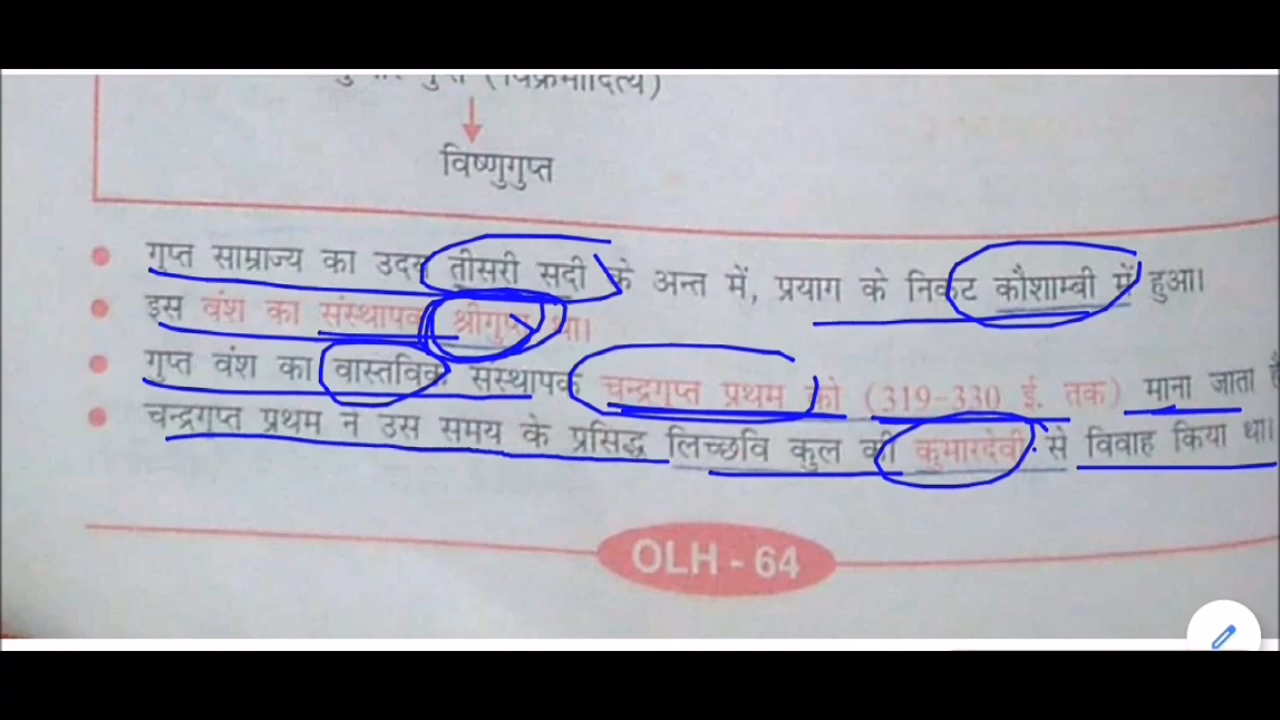 (विक्रमादित्य)
विष्णुगुप्त
गुप्त साम्राज्य का उदय तीसरी सदी के अन्त में, प्रयाग के निकट कौशाम्बी में हुआ।
इस वंश का संस्थापक श्रीगुप्त था।
गुप्त वंश का वास्तविक संस्थापक चन्द्रगुप्त प्रथम को (319-330 ई. तक) माना जाता है
चन्द्रगुप्त प्रथम ने उस समय के प्रसिद्ध लिच्छवि कुल की कुमारदेवी से विवाह किया था।
OLH - 64